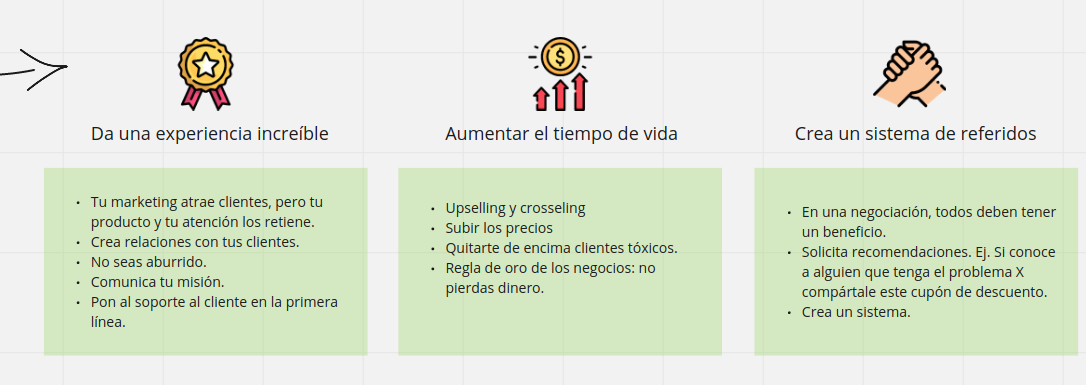 Da una experiencia increíble
• Tu marketing atrae clientes, pero tu
producto y tu atención los retiene.
• Crea relaciones con tus clientes.
• No seas aburrido.
• Comunica tu misión.
• Pon al soporte al cliente en la primera
línea.
Aumentar el tiempo de vida
• Upselling y crosseling
• Subir los precios
• Quitarte de encima clientes tóxicos.
• Regla de oro de los negocios: no
pierdas dinero.
Crea un sistema de referidos
• En una negociación, todos deben tener
un beneficio.
• Solicita recomendaciones. Ej. Si conoce
a alguien que tenga el problema X
compártale este cupón de descuento.
• Crea un sistema.